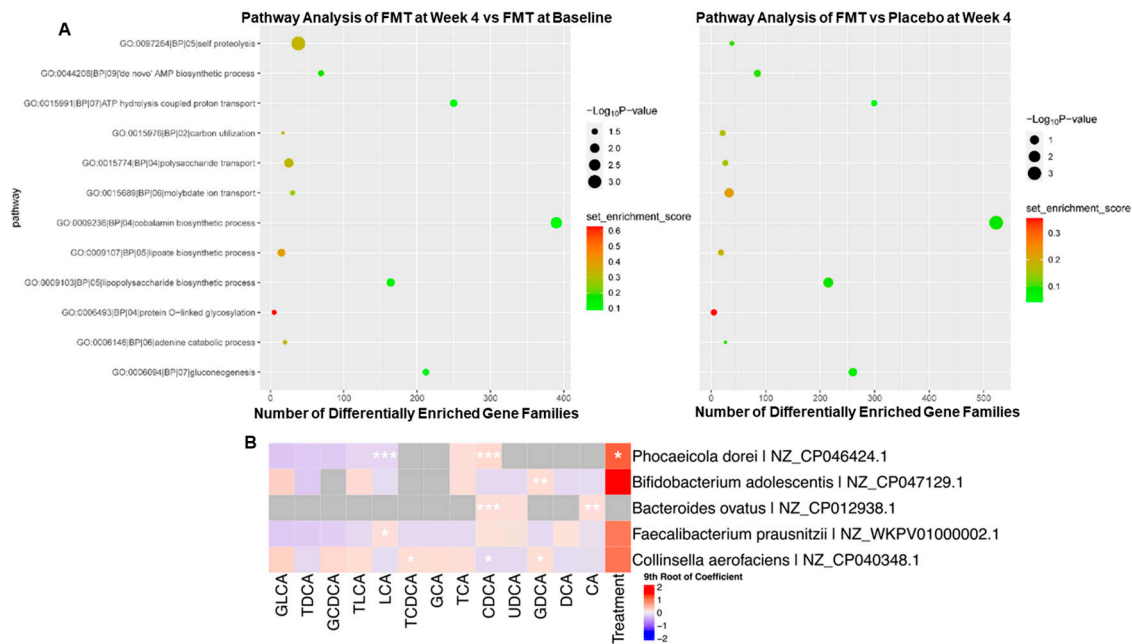 A
Pathway Analysis of FMT at Week 4 vs FMT at Baseline
pathway
GO:0097264|BP|05|self proteolysis
GO:0044208|BP|09|'de novo' AMP biosynthetic process
GO:0015991|BP|07|ATP hydrolysis coupled proton transport
GO:0015976|BP|02|carbon utilization
GO:0015774|BP|04|polysaccharide transport
GO:0015689|BP|06|molybdate ion transport
GO:0009236|BP|04|cobalamin biosynthetic process
GO:0009107|BP|05|lipoate biosynthetic process
GO:0009103|BP|05|lipopolysaccharide biosynthetic process
GO:0006493|BP|04|protein O-linked glycosylation
GO:0006146|BP|06|adenine catabolic process
GO:0006094|BP|07|gluconeogenesis
0 100 200 300 400
Number of Differentially Enriched Gene Families
−Log₁₀P-value
1.5
2.0
2.5
3.0
set_enrichment_score
0.6
0.5
0.4
0.3
0.2
0.1
Pathway Analysis of FMT vs Placebo at Week 4
0 100 200 300 400 500
Number of Differentially Enriched Gene Families
−Log₁₀P-value
1
2
3
set_enrichment_score
0.3
0.2
0.1
B
*** *** *
**
*** **
*
* * *
Phocaeicola dorei | NZ_CP046424.1
Bifidobacterium adolescentis | NZ_CP047129.1
Bacteroides ovatus | NZ_CP012938.1
Faecalibacterium prausnitzii | NZ_WKPV01000002.1
Collinsella aerofaciens | NZ_CP040348.1
GLCA
TDCA
GCDCA
TLCA
LCA
TCDCA
GCA
TCA
CDCA
UDCA
GDCA
DCA
CA
Treatment
9th Root of Coefficient
2
1
0
-1
-2